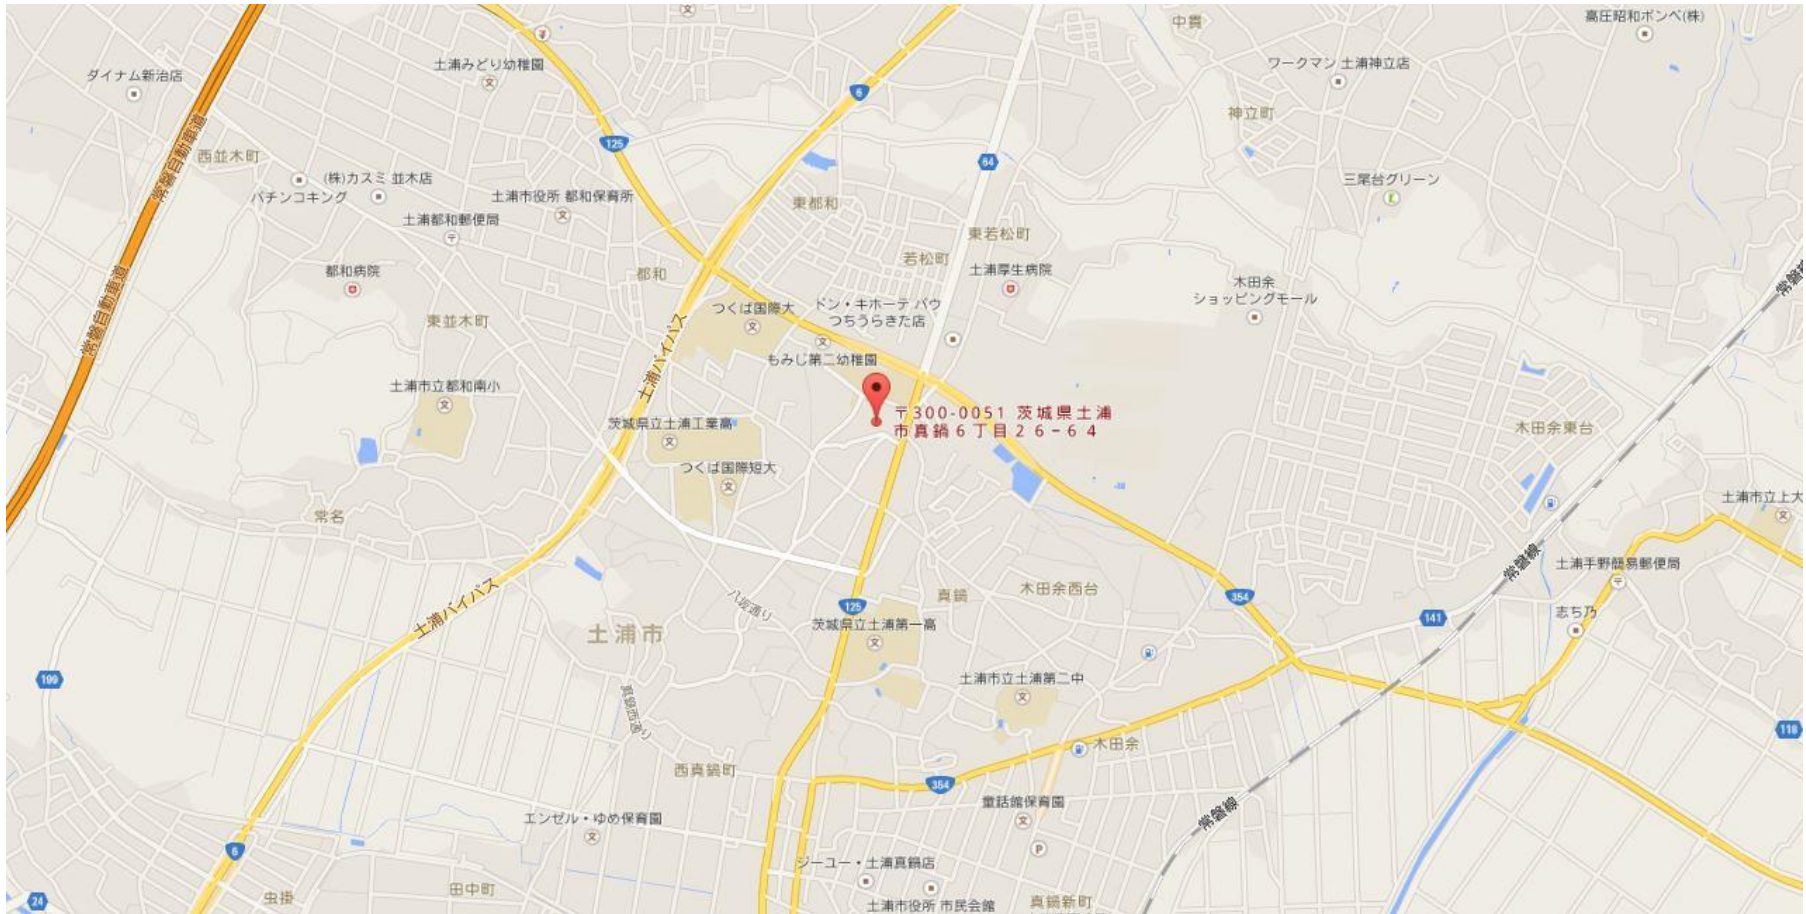 中貫
高圧昭和ボンベ(株)
土浦みどり幼稚園
ワークマン 土浦神立店
ダイナム新治店
6
神立町
125
常磐自動車道
西並木町
64
(株)カスミ 並木店
三尾台グリーン
パチンコキング
土浦市役所 都和保育所
東都和
土浦都和郵便局
東若松町
若松町
都和病院
都和
土浦厚生病院
木田余
ショッピングモール
常磐線
つくば国際大
ドン・キホーテ パウ
つちうらきた店
常磐自動車道
東並木町
もみじ第二幼稚園
土浦バイパス
土浦市立都和南小
〒300-0051 茨城県土浦
市真鍋6丁目26-64
茨城県立土浦工業高
木田余東台
つくば国際短大
土浦市立上大
常名
常磐線
土浦手野簡易郵便局
木田余西台
真鍋
354
八坂通り
125
土浦バイパス
141
志ち乃
茨城県立土浦第一高
土浦市
199
土浦市立土浦第二中
真鍋西通り
118
木田余
西真鍋町
354
童話館保育園
エンゼル・ゆめ保育園
常磐線
P
6
ジーユー・土浦真鍋店
田中町
虫掛
24
土浦市役所 市民会館
真鍋新町